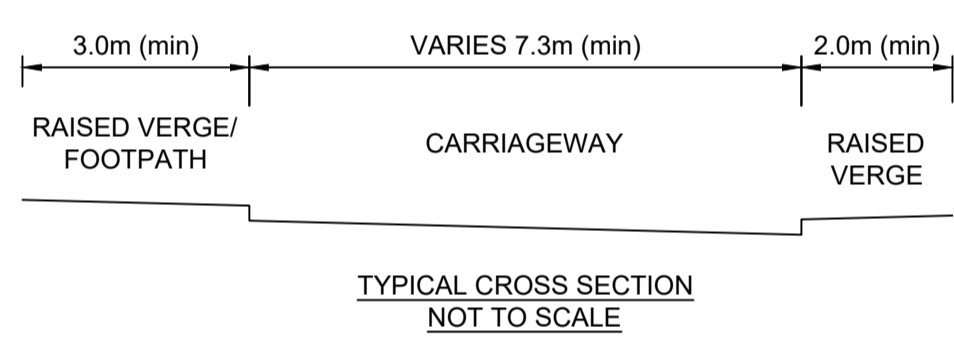 3.0m (min)
VARIES 7.3m (min)
2.0m (min)
RAISED VERGE/
FOOTPATH
CARRIAGEWAY
RAISED
VERGE
TYPICAL CROSS SECTION
NOT TO SCALE